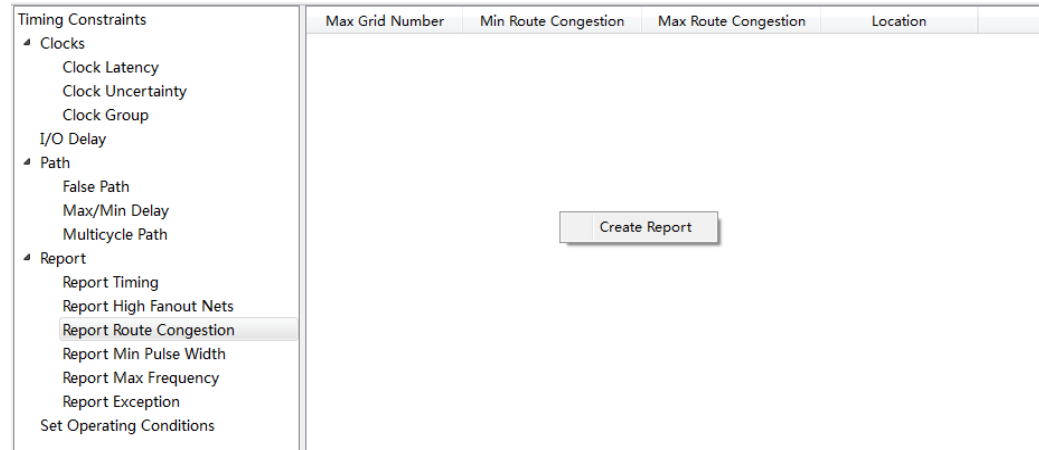 Timing Constraints
Clocks
Clock Latency
Clock Uncertainty
Clock Group
I/O Delay
Path
False Path
Max/Min Delay
Multicycle Path
Report
Report Timing
Report High Fanout Nets
Report Route Congestion
Report Min Pulse Width
Report Max Frequency
Report Exception
Set Operating Conditions
Max Grid Number Min Route Congestion Max Route Congestion Location
Create Report